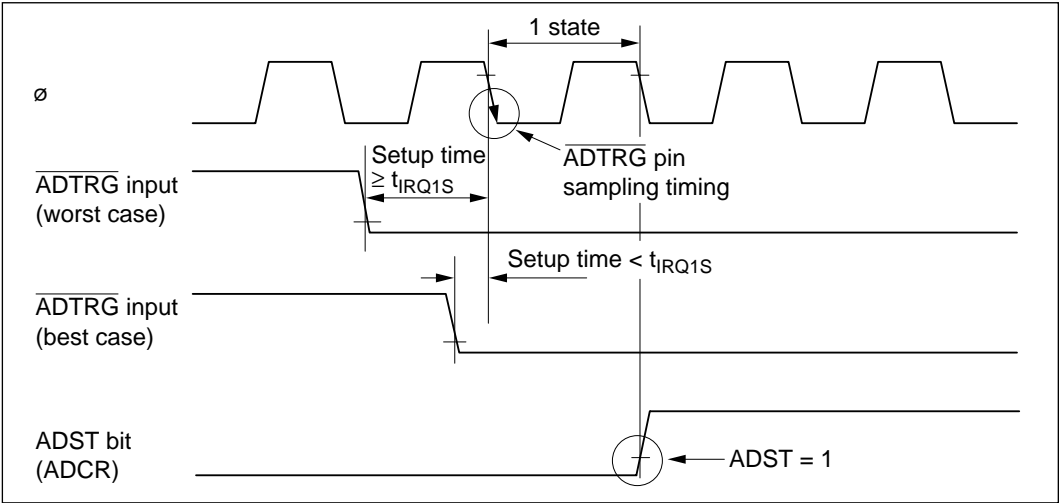 1 state
ø
ADTRG pin
sampling timing
Setup time
≥ tIRQ1S
ADTRG input
(worst case)
Setup time < tIRQ1S
ADTRG input
(best case)
ADST bit
(ADCR)
ADST = 1